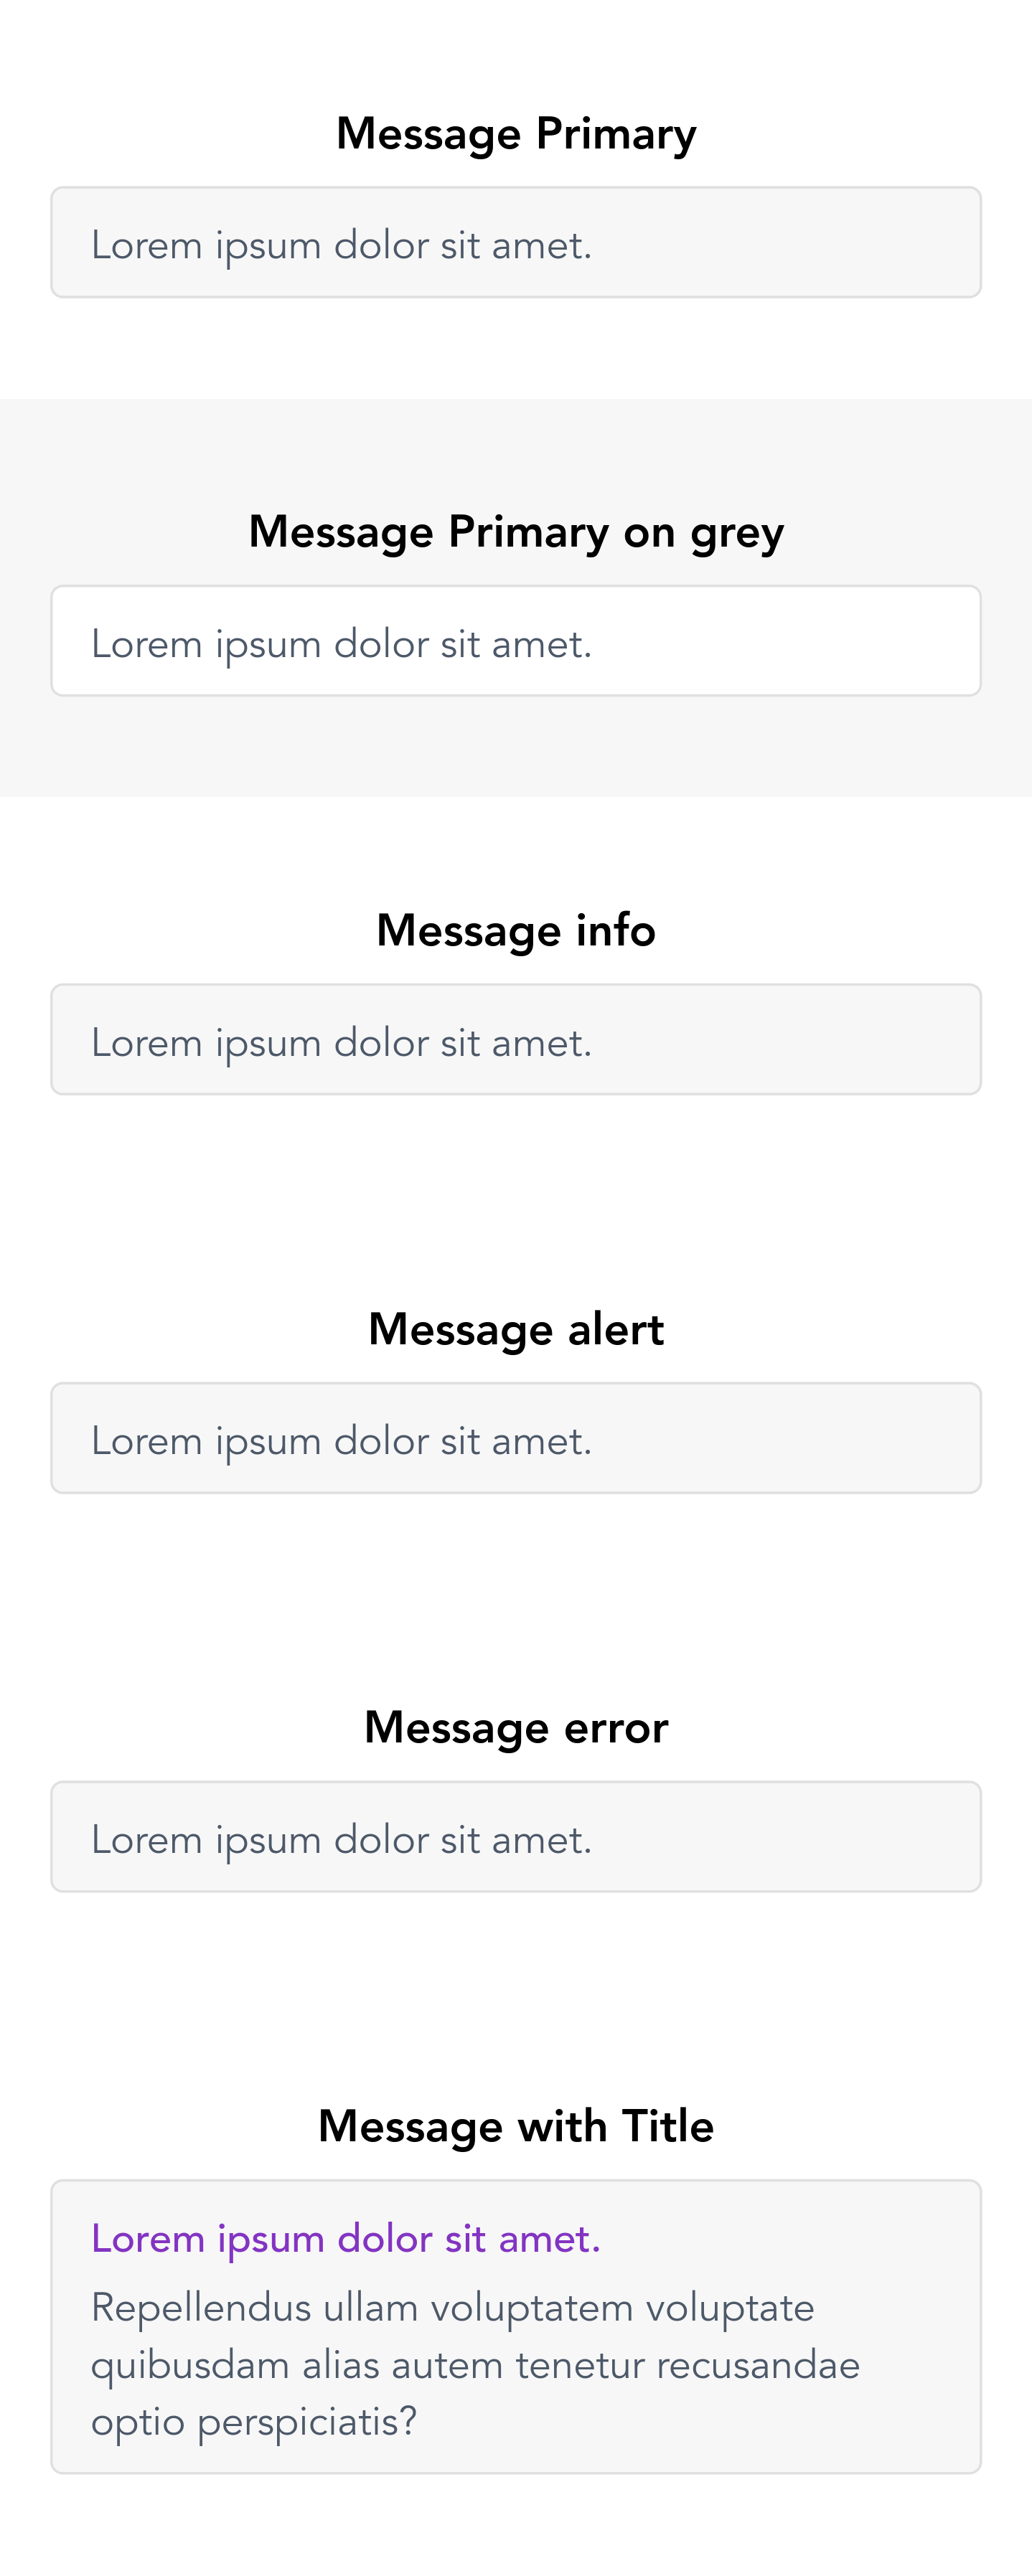 Message Primary
Lorem ipsum dolor sit amet.
Message Primary on grey
Lorem ipsum dolor sit amet.
Message info
Lorem ipsum dolor sit amet.
Message alert
Lorem ipsum dolor sit amet.
Message error
Lorem ipsum dolor sit amet.
Message with Title
Lorem ipsum dolor sit amet.
Repellendus ullam voluptatem voluptate
quibusdam alias autem tenetur recusandae
optio perspiciatis?